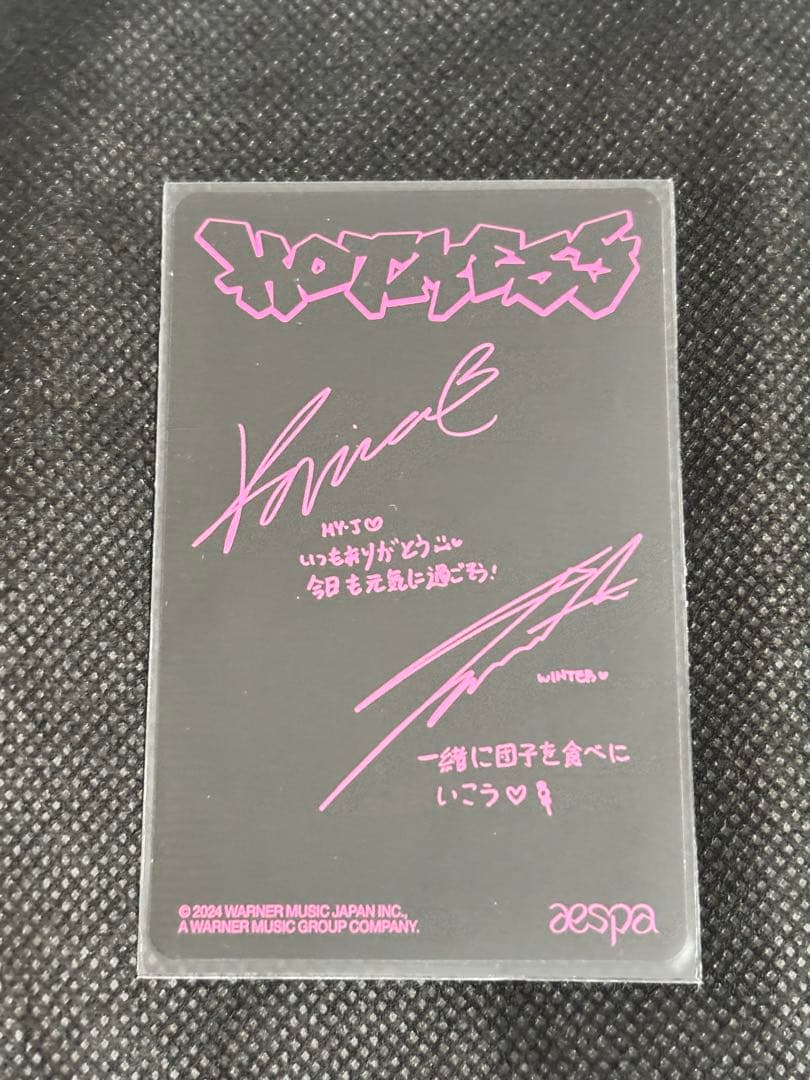 HOT MESS
Karina
MY-J♡
いつもありがとう
今日も元気に過ごそう!
WINTER♥
一緒に団子を食べに
いこう♡
© 2024 WARNER MUSIC JAPAN INC.,
A WARNER MUSIC GROUP COMPANY.
aespa